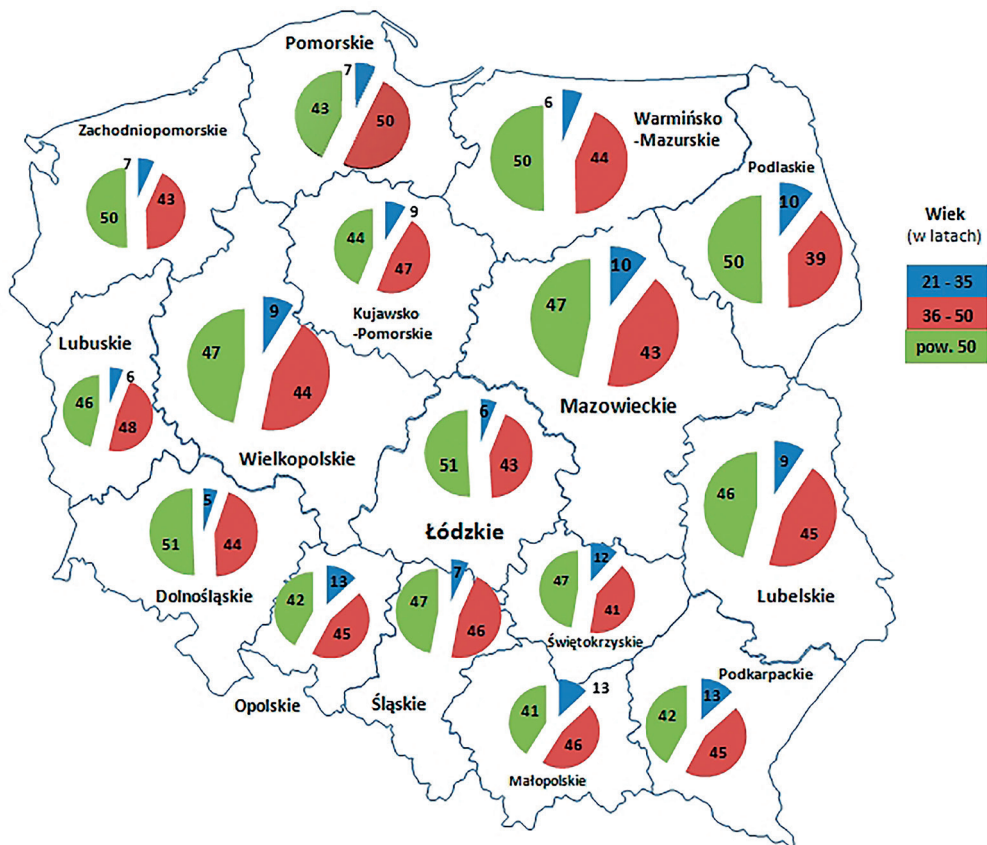 Pomorskie
7
43
50
Zachodniopomorskie
7
50
43
6
Warmińsko
-Mazurskie
50
44
Podlaskie
10
50
39
Wiek
(w latach)
21 - 35
36 - 50
pow. 50
9
44
47
Kujawsko
-Pomorskie
10
47
43
Mazowieckie
Lubuskie
6
46
48
9
47
44
Wielkopolskie
6
51
43
Łódzkie
9
46
45
Lubelskie
5
51
44
Dolnośląskie
13
42
45
Opolskie
7
47
46
Śląskie
12
47
41
Świętokrzyskie
13
41
46
Małopolskie
Podkarpackie
13
42
45